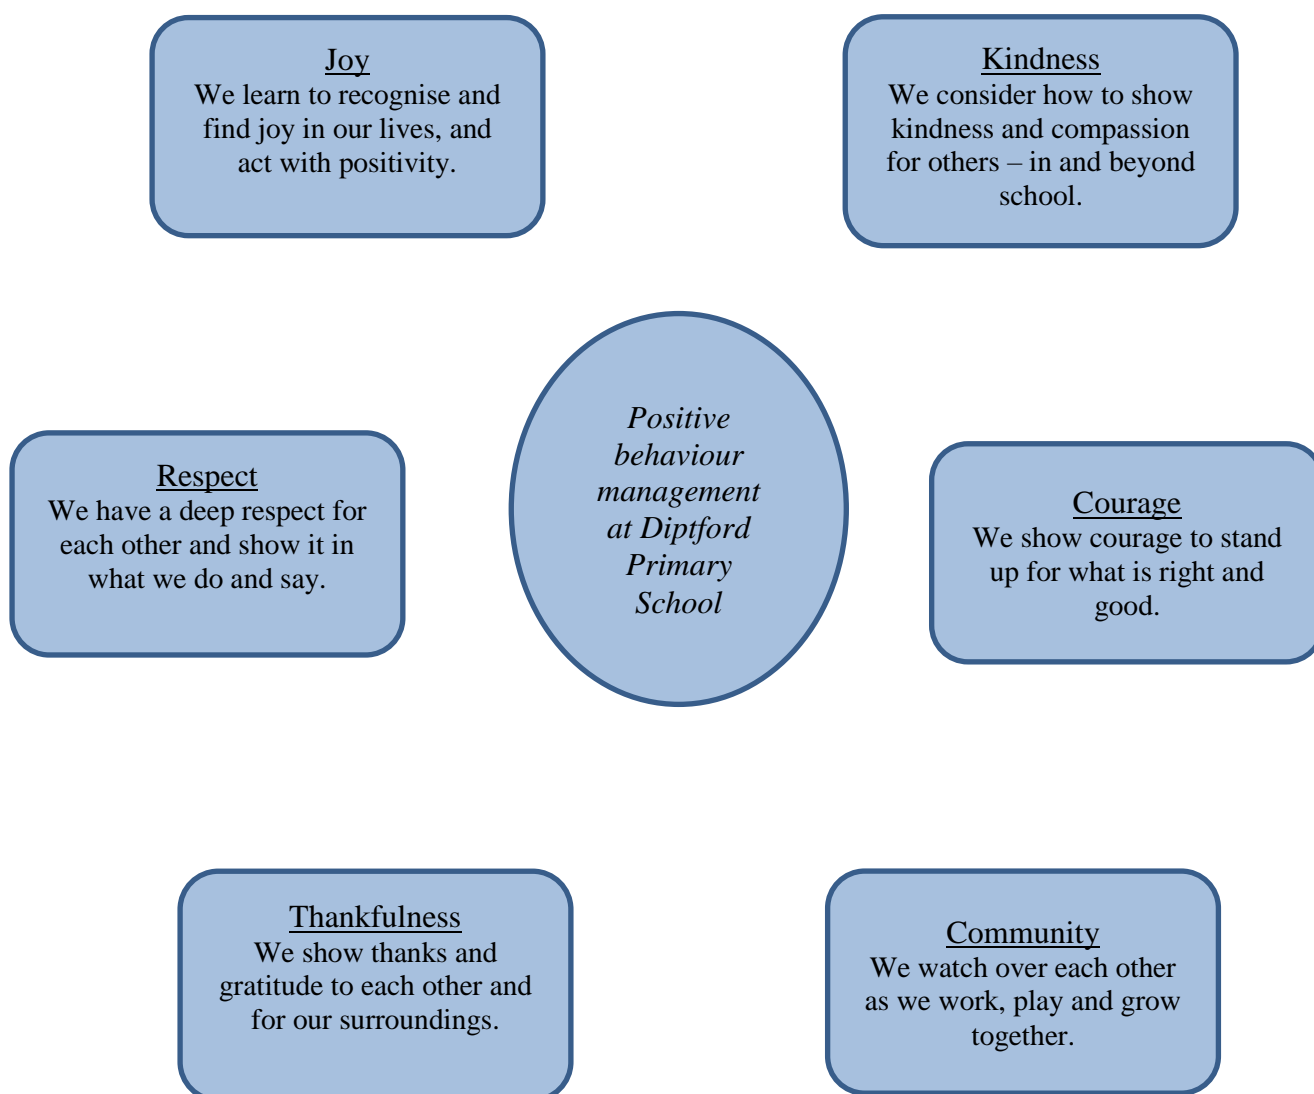 Joy
We learn to recognise and
find joy in our lives, and
act with positivity.
Kindness
We consider how to show
kindness and compassion
for others – in and beyond
school.
Positive
behaviour
management
at Diptford
Primary
School
Respect
We have a deep respect for
each other and show it in
what we do and say.
Courage
We show courage to stand
up for what is right and
good.
Thankfulness
We show thanks and
gratitude to each other and
for our surroundings.
Community
We watch over each other
as we work, play and grow
together.